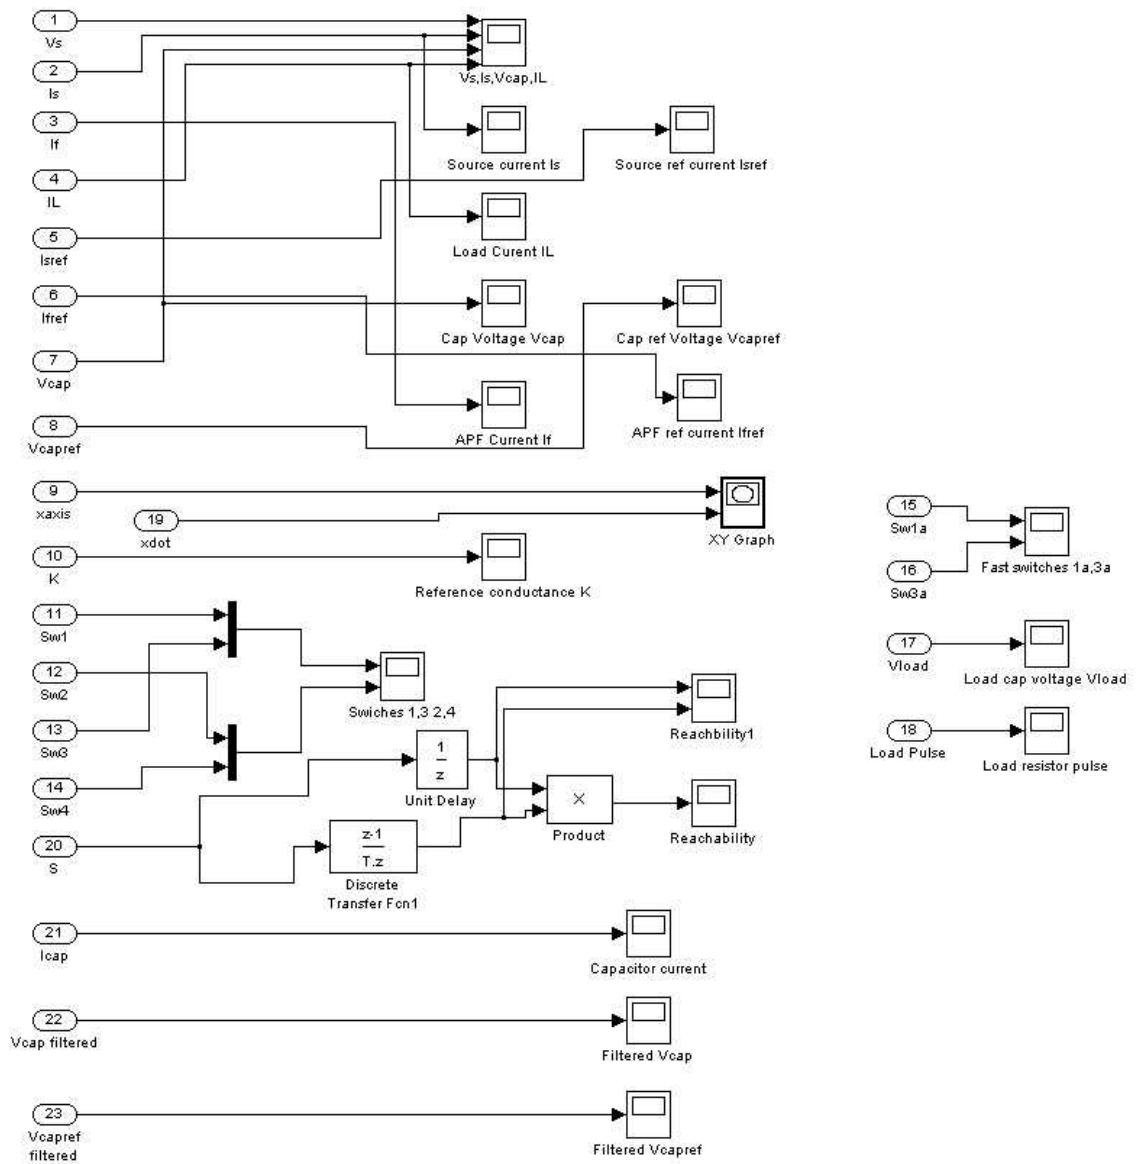 1
Vs
2
Is
Vs,Is,Vcap,IL
3
If
Source current Is
Source ref current Isref
4
IL
5
Isref
Load Curent IL
6
Ifref
Cap Voltage Vcap
Cap ref Voltage Vcapref
7
Vcap
8
Vcapref
APF Current If
APF ref current Ifref
9
xaxis
19
xdot
XY Graph
10
K
Reference conductance K
15
Sw1a
16
Sw3a
Fast switches 1a,3a
11
Sw1
12
Sw2
13
Sw3
14
Sw4
Swiches 1,3 2,4
17
Vload
Load cap voltage Vload
18
Load Pulse
Load resistor pulse
Reachbility1
1
z
Unit Delay
×
Product
Reachability
20
S
z-1
T.z
Discrete
Transfer Fcn1
21
Icap
Capacitor current
22
Vcap filtered
Filtered Vcap
23
Vcapref
filtered
Filtered Vcapref